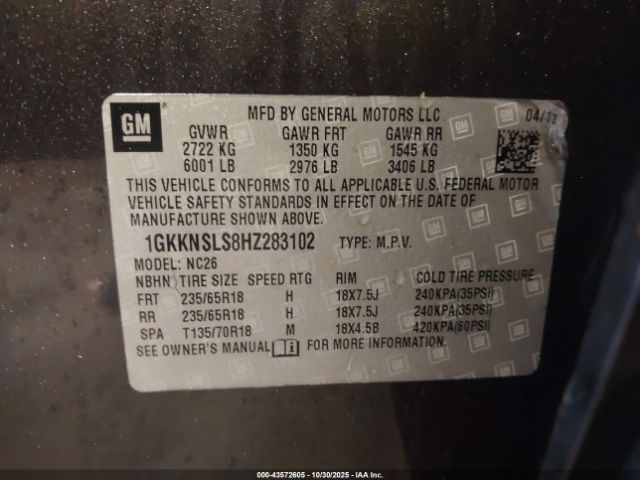 GM ®
MFD BY GENERAL MOTORS LLC 04/17
GVWR GAWR FRT GAWR RR
2722 KG 1350 KG 1545 KG
6001 LB 2976 LB 3406 LB
THIS VEHICLE CONFORMS TO ALL APPLICABLE U.S. FEDERAL MOTOR
VEHICLE SAFETY STANDARDS IN EFFECT ON THE DATE OF
MANUFACTURE SHOWN ABOVE.
1GKKNSLS8HZ283102 TYPE: M.P.V.
MODEL: NC26
NBHN TIRE SIZE SPEED RTG RIM COLD TIRE PRESSURE
FRT 235/65R18 H 18X7.5J 240KPA(35PSI)
RR 235/65R18 H 18X7.5J 240KPA(35PSI)
SPA T135/70R18 M 18X4.5B 420KPA(60PSI)
SEE OWNER'S MANUAL FOR MORE INFORMATION.
000-43572605 - 10/30/2025 - IAA Inc.